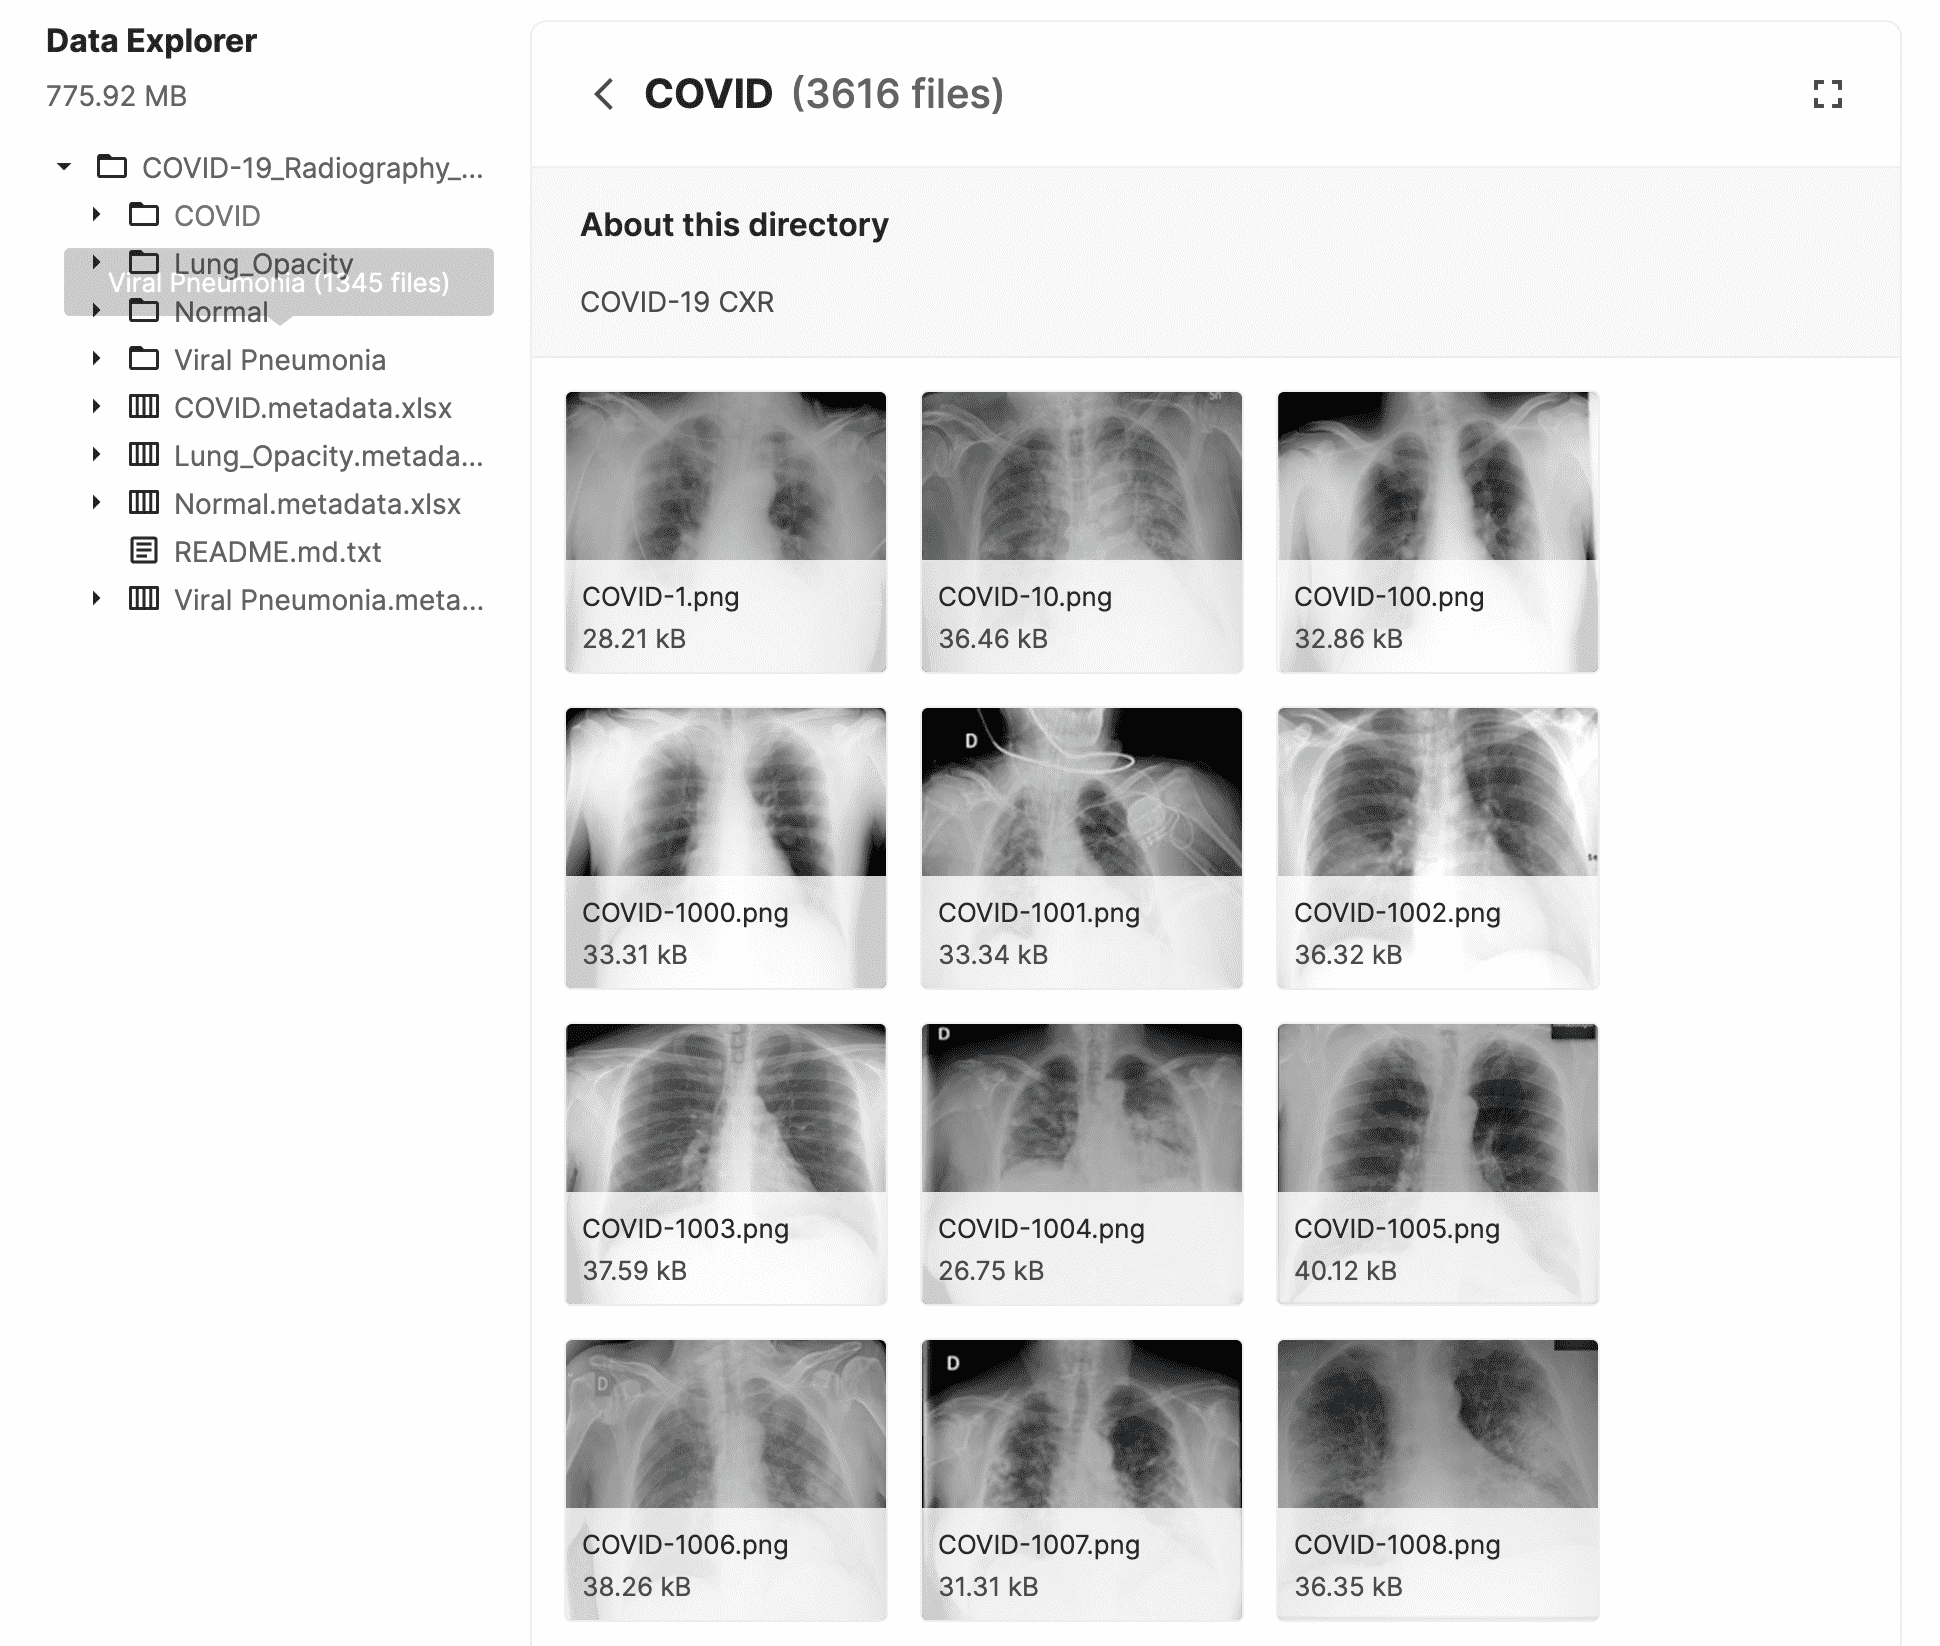 Data Explorer
775.92 MB
COVID-19_Radiography_...
COVID
Lung_Opacity
Viral Pneumonia (1345 files)
Normal
Viral Pneumonia
COVID.metadata.xlsx
Lung_Opacity.metada...
Normal.metadata.xlsx
README.md.txt
Viral Pneumonia.meta...
COVID (3616 files)
About this directory
COVID-19 CXR
COVID-1.png
28.21 kB
COVID-10.png
36.46 kB
COVID-100.png
32.86 kB
COVID-1000.png
33.31 kB
D
COVID-1001.png
33.34 kB
COVID-1002.png
36.32 kB
COVID-1003.png
37.59 kB
D
COVID-1004.png
26.75 kB
COVID-1005.png
40.12 kB
D
COVID-1006.png
38.26 kB
D
COVID-1007.png
31.31 kB
COVID-1008.png
36.35 kB